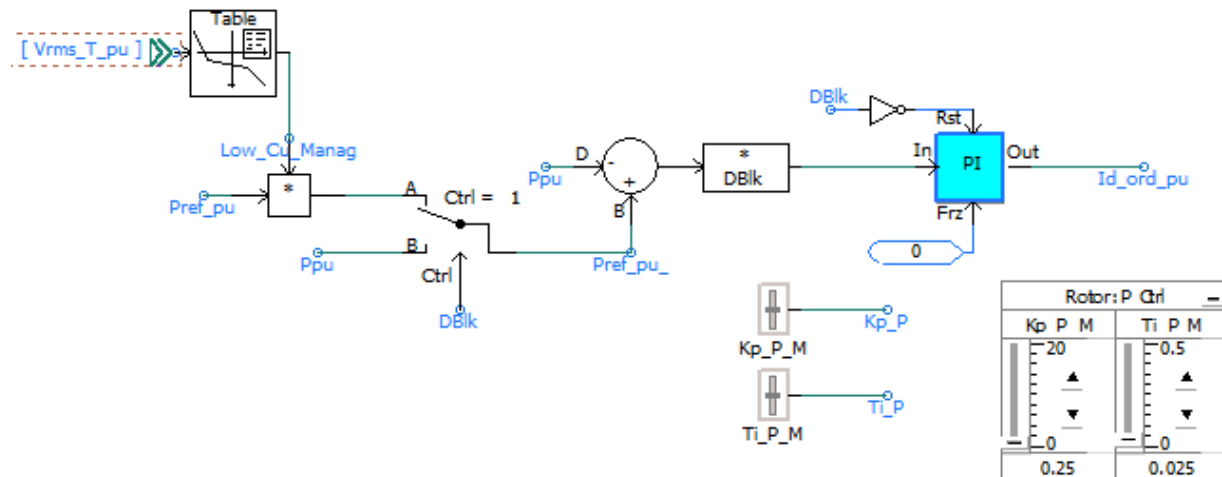 Table
[ Vrms_T_pu ]
Low_Cu_Manag
*
Pref_pu
A
Ctrl = 1
B
Ppu
Ctrl
DBlk
Pref_pu_
D
-
+
B
Ppu
*
DBlk
DBlk
Rst
In
PI
Out
Id_ord_pu
Frz
0
Kp_P
Kp_P_M
Ti_P
Ti_P_M
Rotor: P Ctrl
Kp P M
Ti P M
20
0.5
0
0
0.25
0.025